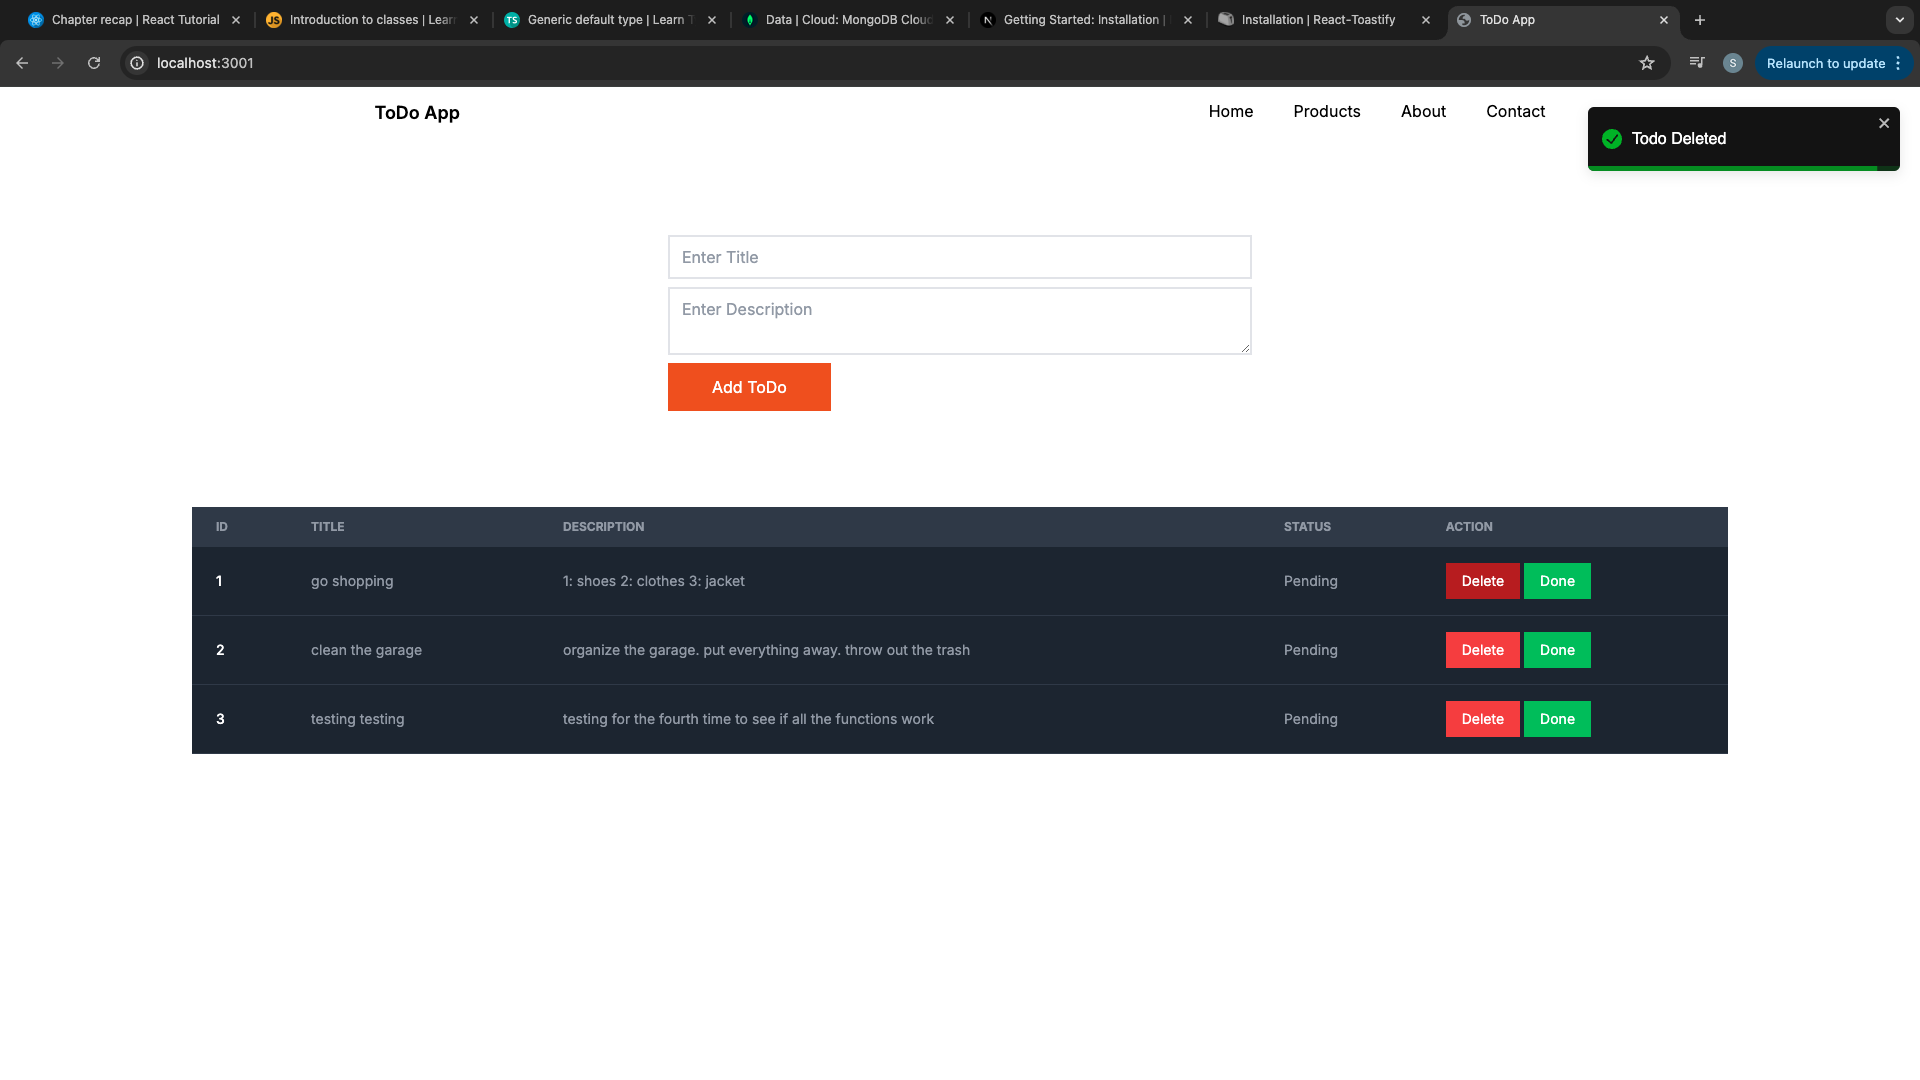 Chapter recap | React Tutorial
Introduction to classes | Lear
Generic default type | Learn T
Data | Cloud: MongoDB Cloud
Getting Started: Installation |
Installation | React-Toastify
ToDo App
localhost:3001
S
Relaunch to update
ToDo App
Home
Products
About
Contact
Todo Deleted
Enter Title
Enter Description
Add ToDo
ID TITLE DESCRIPTION STATUS ACTION
1 go shopping 1: shoes 2: clothes 3: jacket Pending Delete Done
2 clean the garage organize the garage. put everything away. throw out the trash Pending Delete Done
3 testing testing testing for the fourth time to see if all the functions work Pending Delete Done